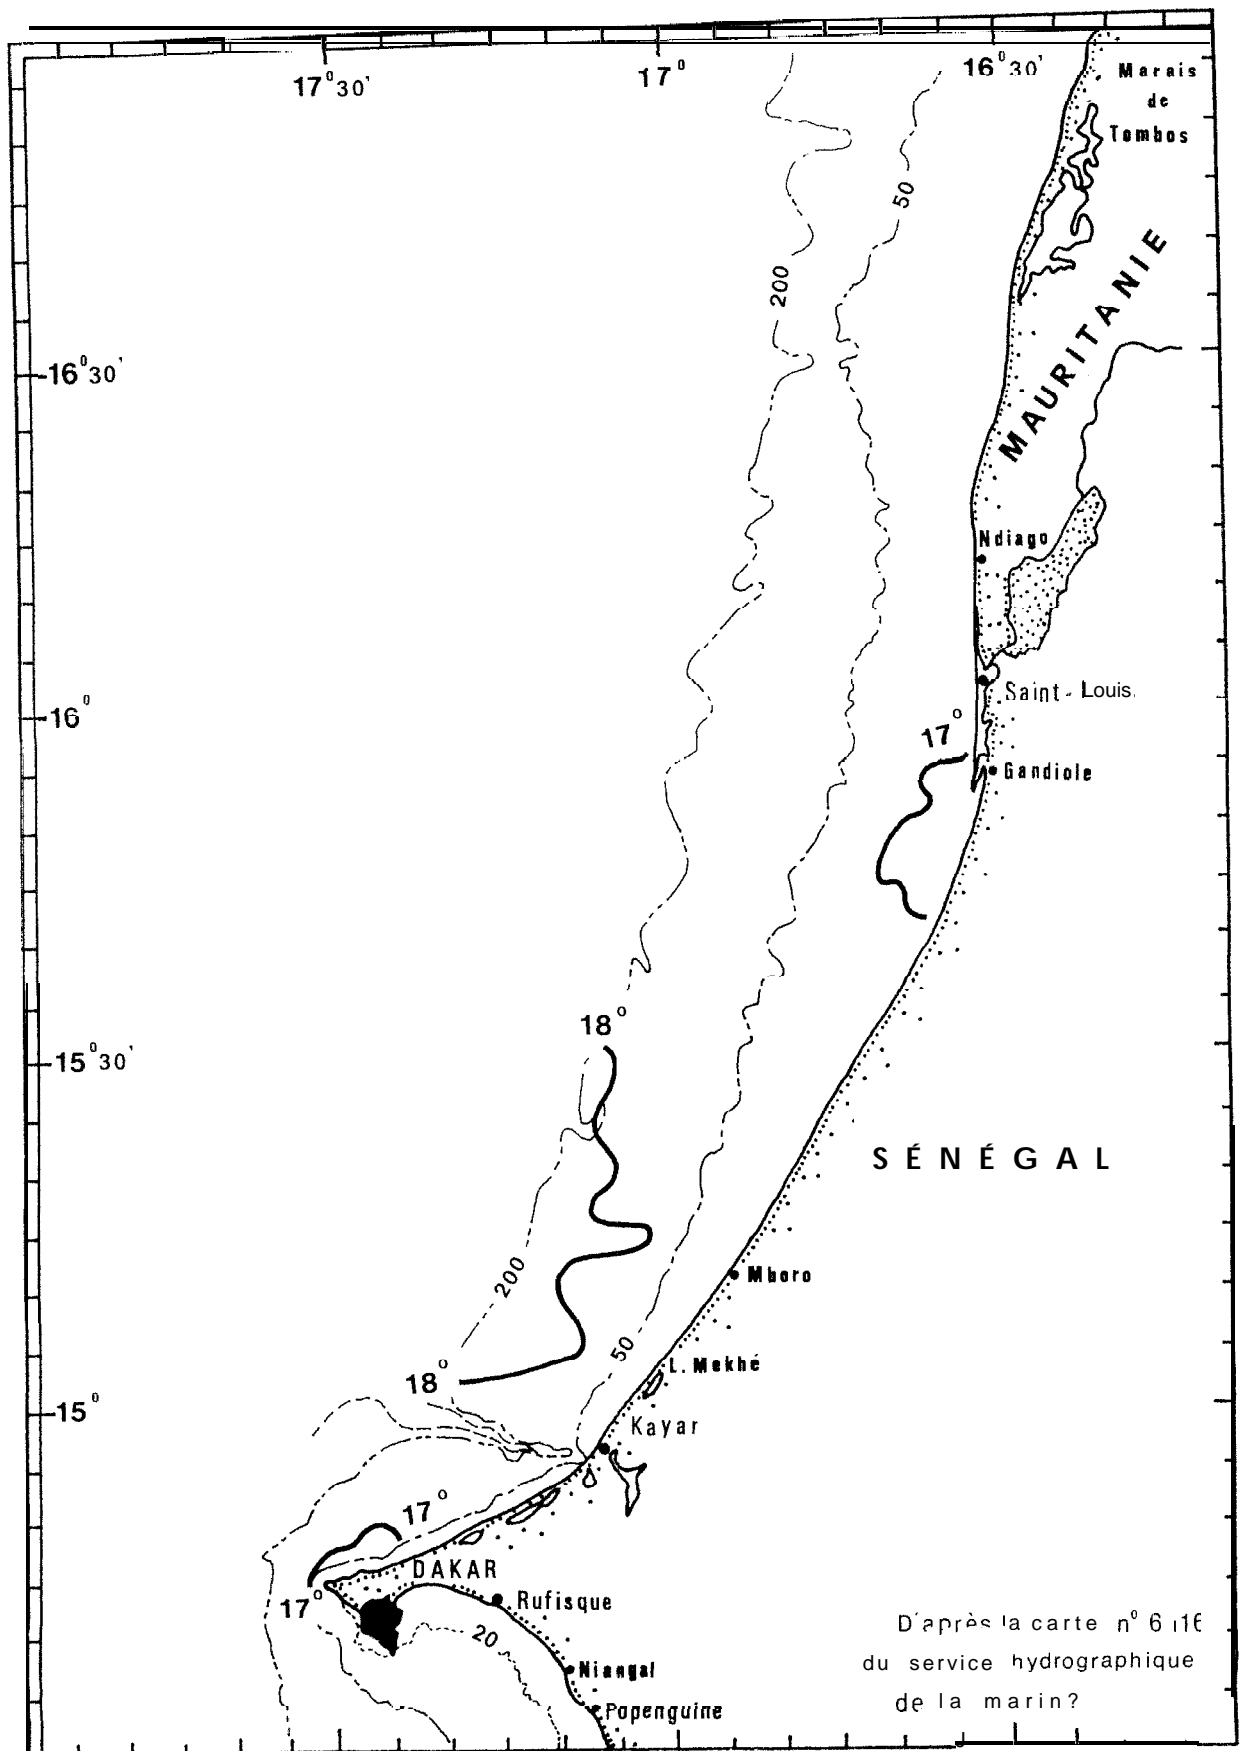 17°30'
17°
16°30'
Marais
de
Tombos
50
200
MAURITANIE
16°30'
Ndiago
Saint-Louis.
16°
17°
Gandiole
18°
15°30'
SÉNÉGAL
200
Mboro
50
L. Mekhé
18°
15°
Kayar
17°
DAKAR
17°
Rufisque
20
D'après la carte n° 6
du service hydrographique
de la marin?
Niangal
Popenguine